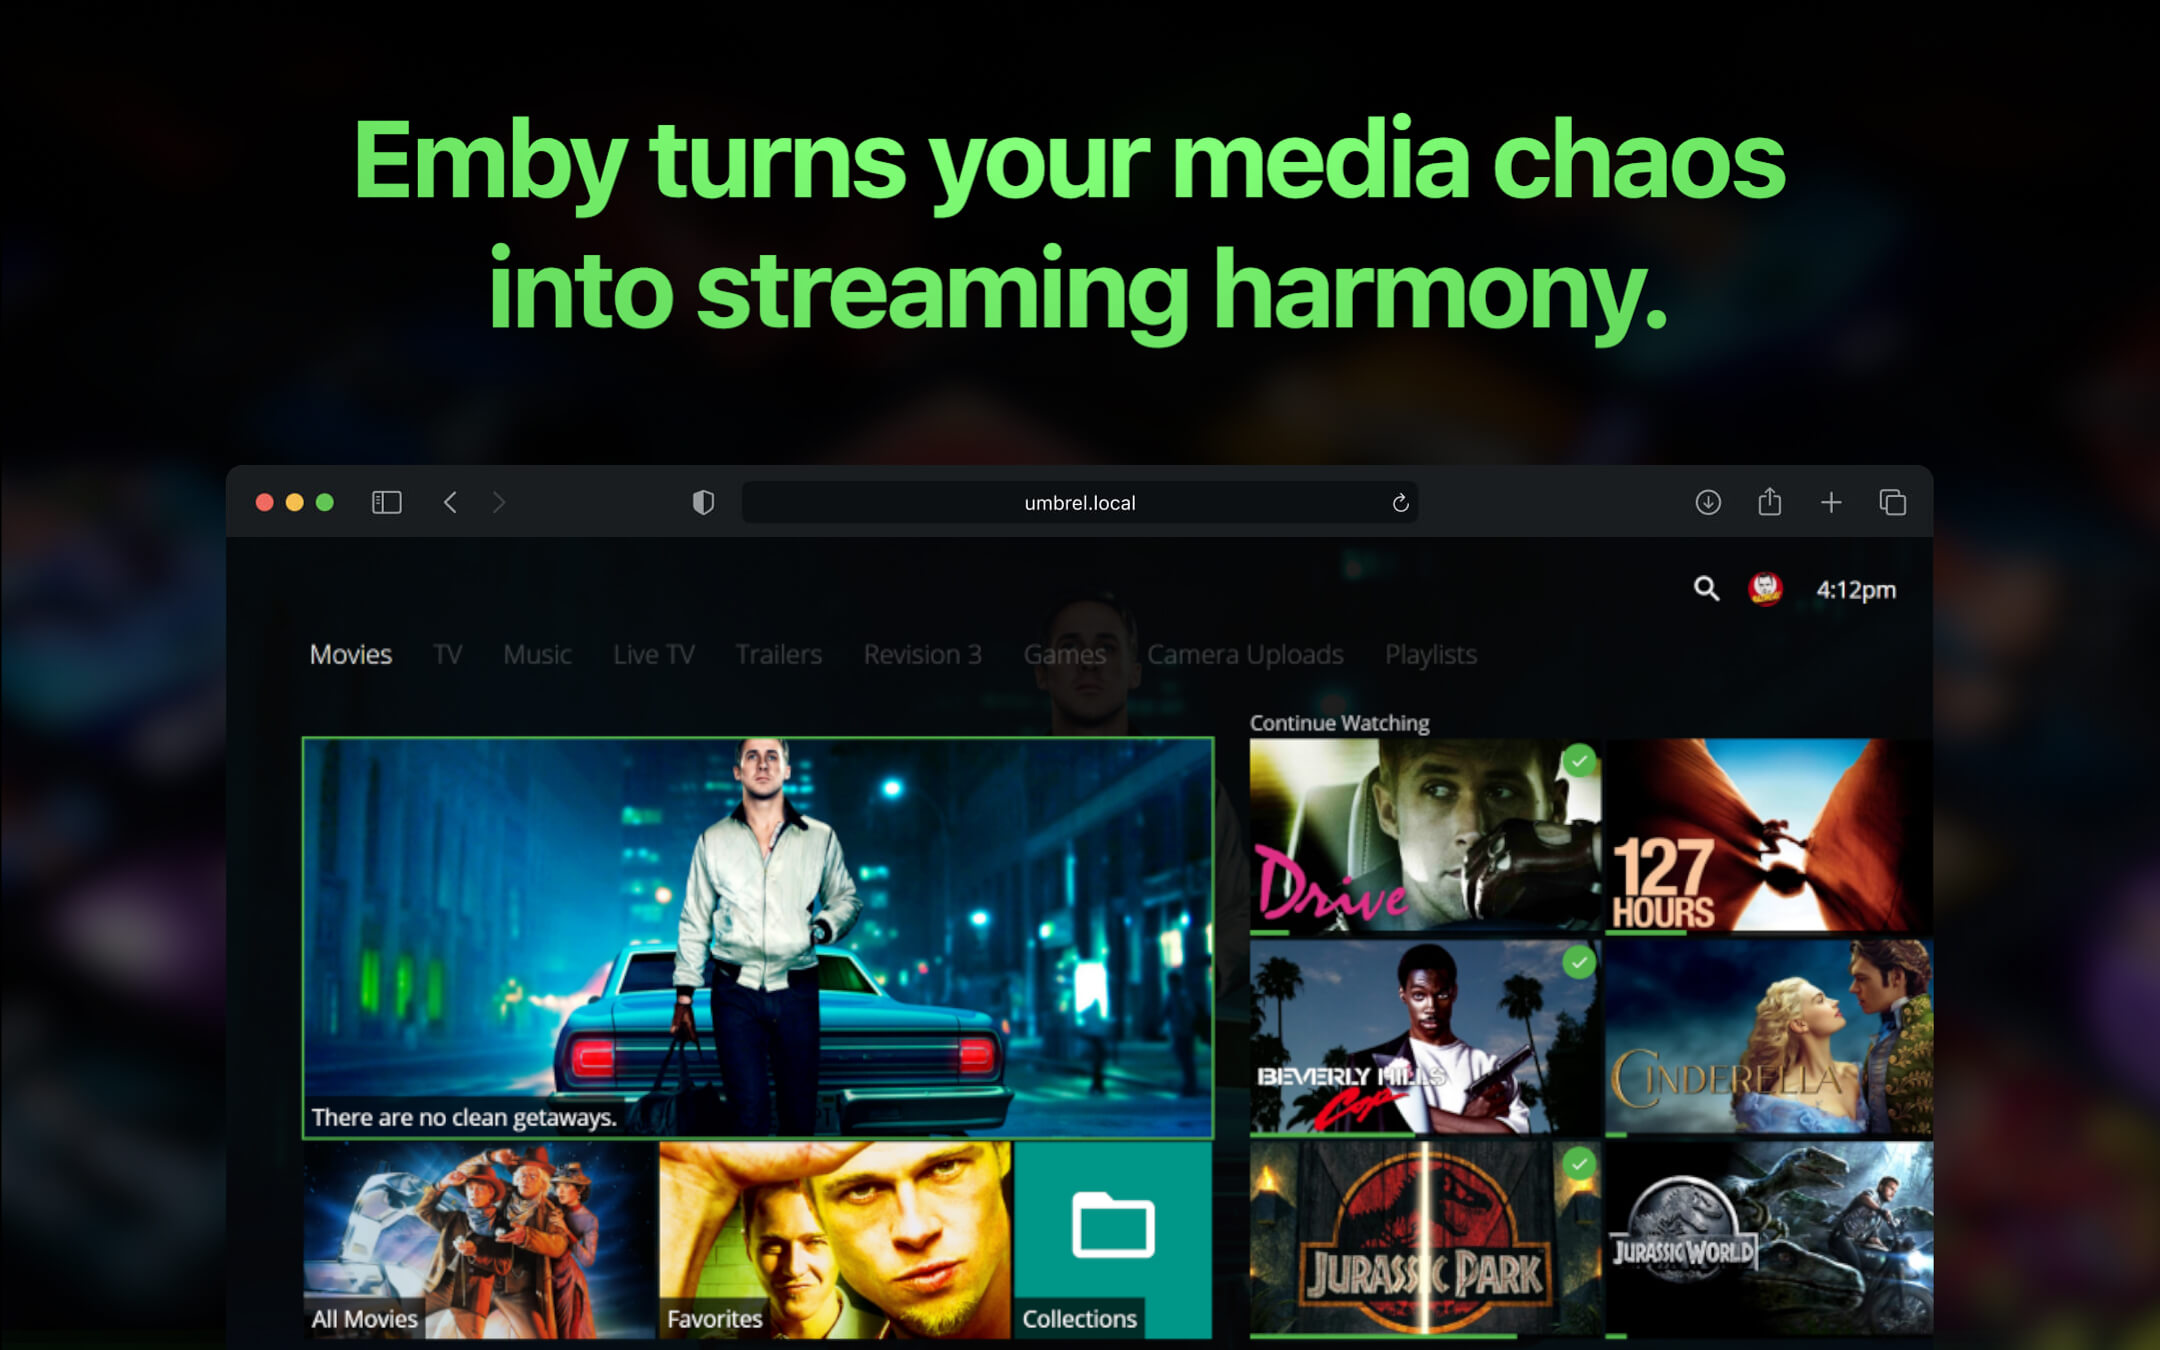 Emby turns your media chaos
into streaming harmony.
umbrel.local
4:12pm
Movies TV Music Live TV Trailers Revision 3 Games Camera Uploads Playlists
Continue Watching
There are no clean getaways.
Drive
127
HOURS
BEVERLY HILLS
Cop
CINDERELLA
All Movies
Favorites
Collections
JURASSIC PARK
JURASSIC WORLD